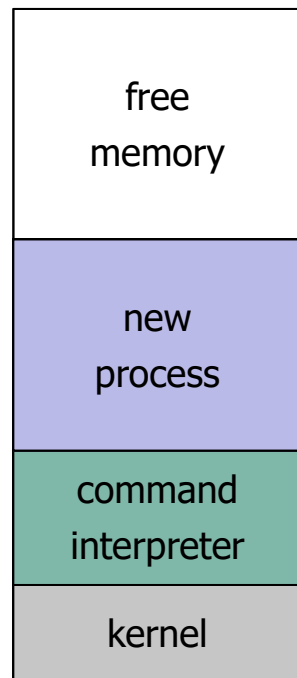 free
memory
new
process
command
interpreter
kernel